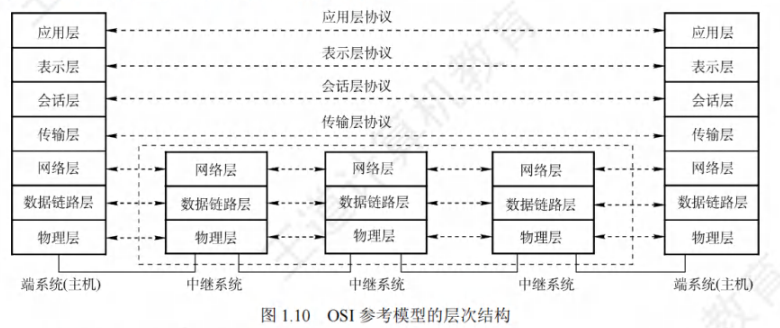 应用层 应用层协议 应用层
表示层 表示层协议 表示层
会话层 会话层协议 会话层
传输层 传输层协议 传输层
网络层 网络层 网络层 网络层 网络层
数据链路层 数据链路层 数据链路层 数据链路层 数据链路层
物理层 物理层 物理层 物理层 物理层
端系统(主机) 中继系统 中继系统 中继系统 端系统(主机)
图 1.10 OSI 参考模型的层次结构
王道计算机教育